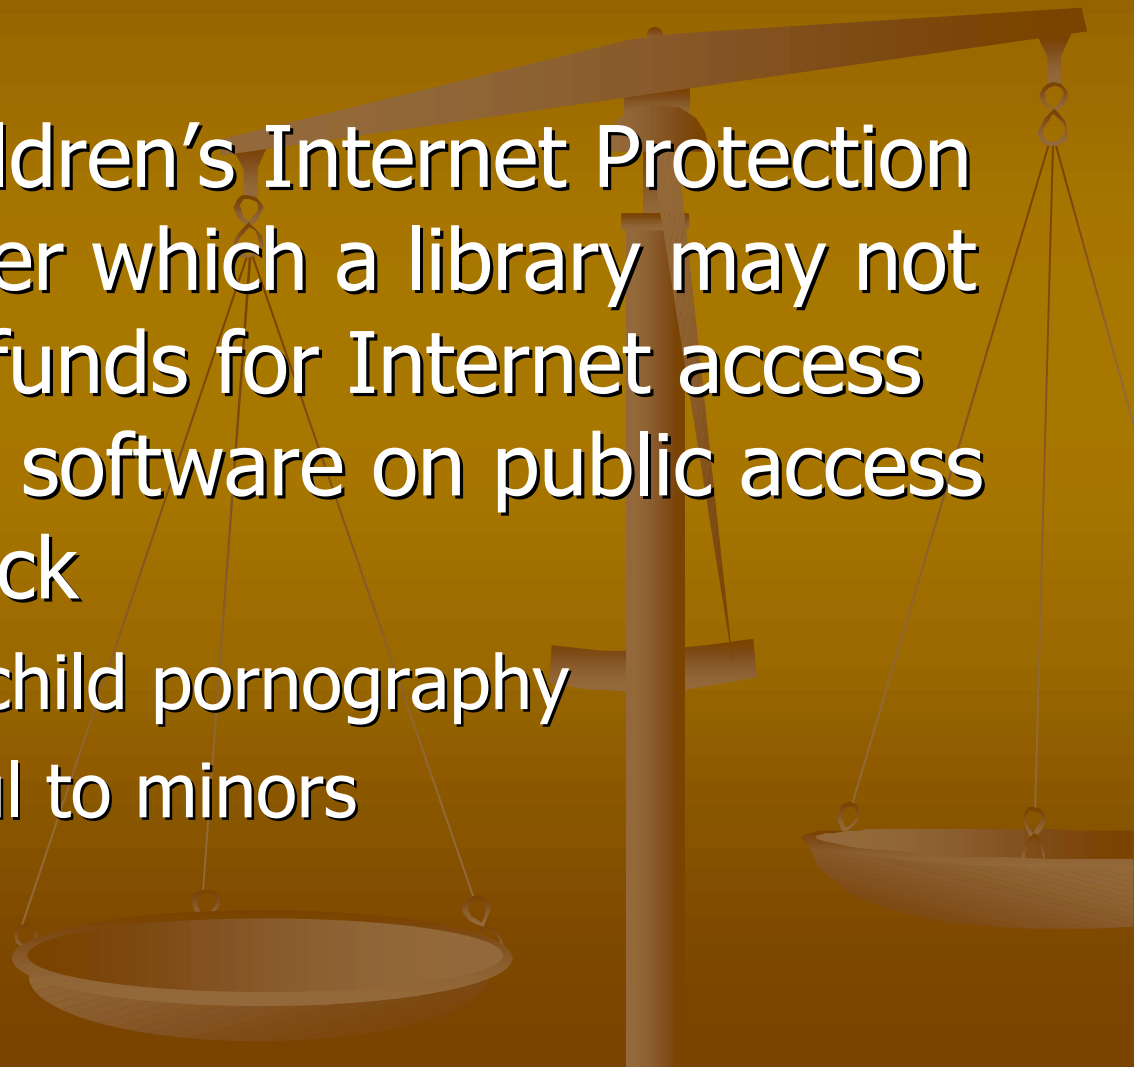 ldren’s Internet Protection
er which a library may not
funds for Internet access
software on public access
ck
child pornography
l to minors